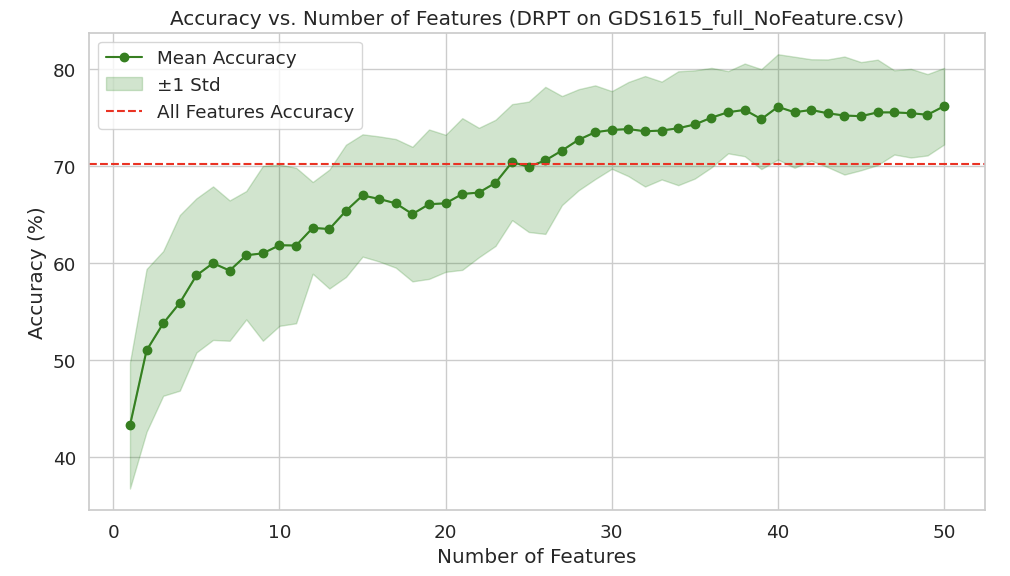 Accuracy vs. Number of Features (DRPT on GDS1615_full_NoFeature.csv)
Mean Accuracy
±1 Std
All Features Accuracy
Accuracy (%)
80
70
60
50
40
0 10 20 30 40 50
Number of Features